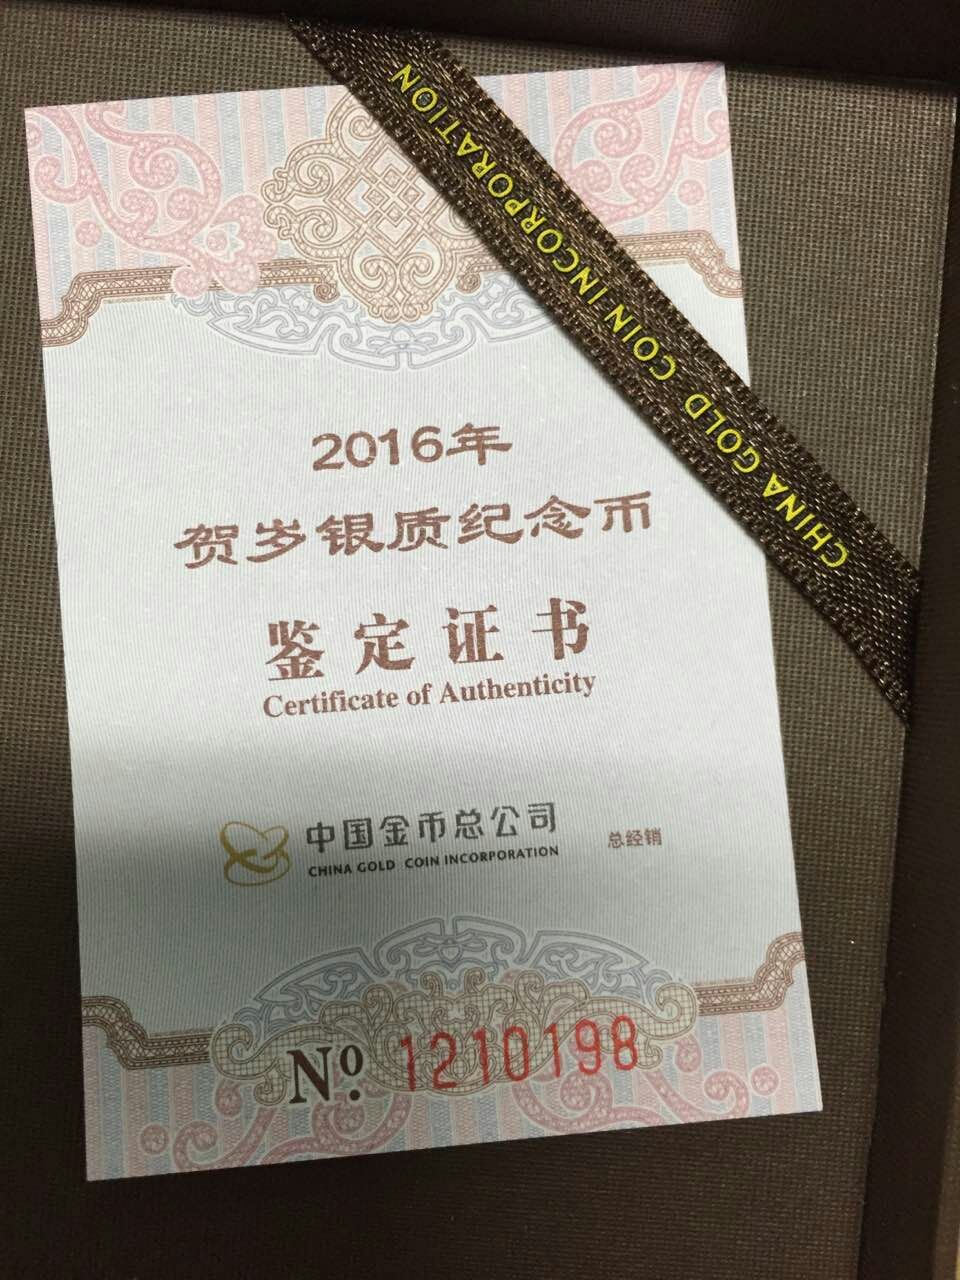 CHINA GOLD COIN INCORPORATION
2016年
贺岁银质纪念币
鉴定证书
Certificate of Authenticity
中国金币总公司 总经销
CHINA GOLD COIN INCORPORATION
№ 1210198